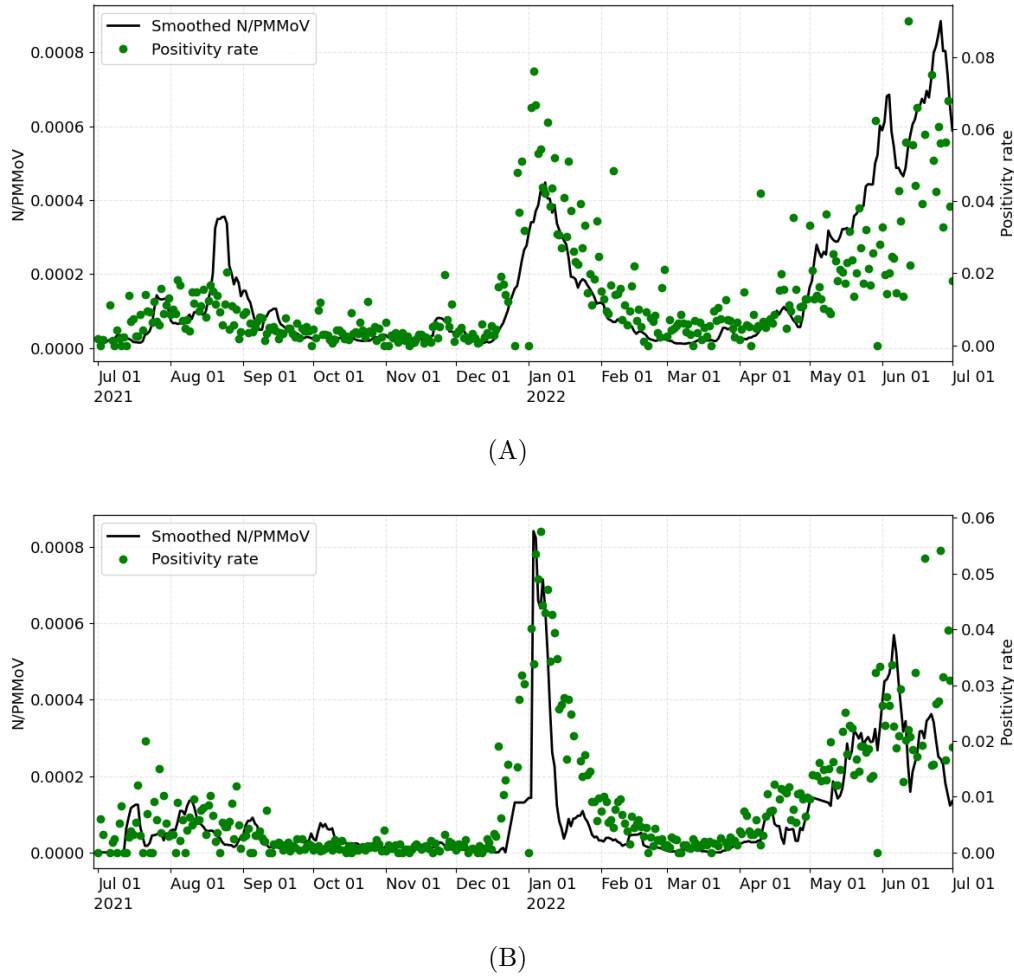 Smoothed N/PMMoV
Positivity rate
N/PMMoV
0.0008
0.0006
0.0004
0.0002
0.0000
0.08
0.06
0.04
0.02
0.00
Positivity rate
Jul 01 Aug 01 Sep 01 Oct 01 Nov 01 Dec 01 Jan 01 Feb 01 Mar 01 Apr 01 May 01 Jun 01 Jul 01
2021 2022
(A)
Smoothed N/PMMoV
Positivity rate
N/PMMoV
0.0008
0.0006
0.0004
0.0002
0.0000
0.06
0.05
0.04
0.03
0.02
0.01
0.00
Positivity rate
Jul 01 Aug 01 Sep 01 Oct 01 Nov 01 Dec 01 Jan 01 Feb 01 Mar 01 Apr 01 May 01 Jun 01 Jul 01
2021 2022
(B)